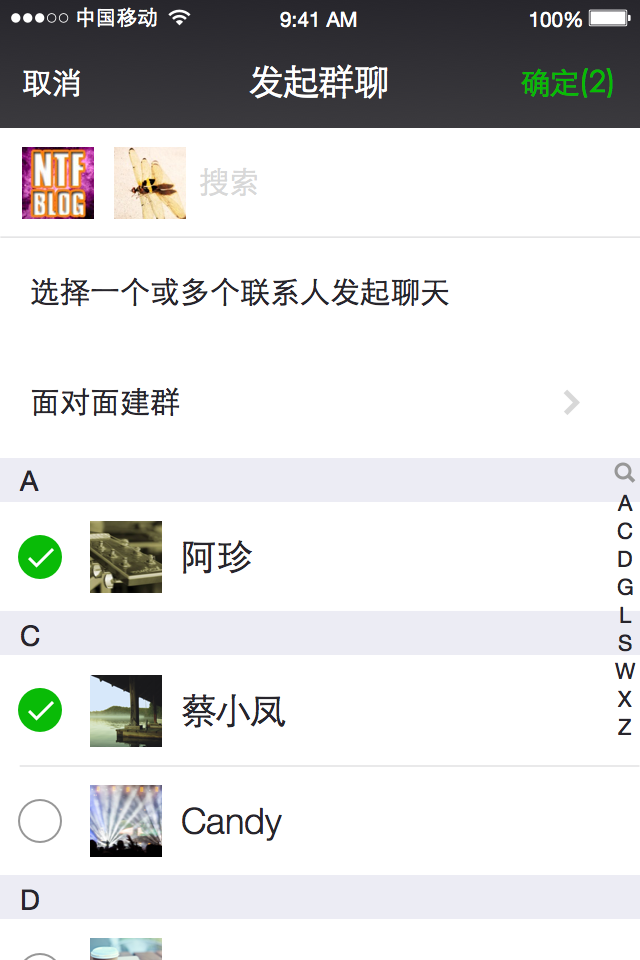 中国移动 9:41 AM 100%
取消 发起群聊 确定(2)
NTF
BLOG
搜索
选择一个或多个联系人发起聊天
面对面建群
A
阿珍
C
蔡小凤
Candy
D
A
C
D
G
L
S
W
X
Z